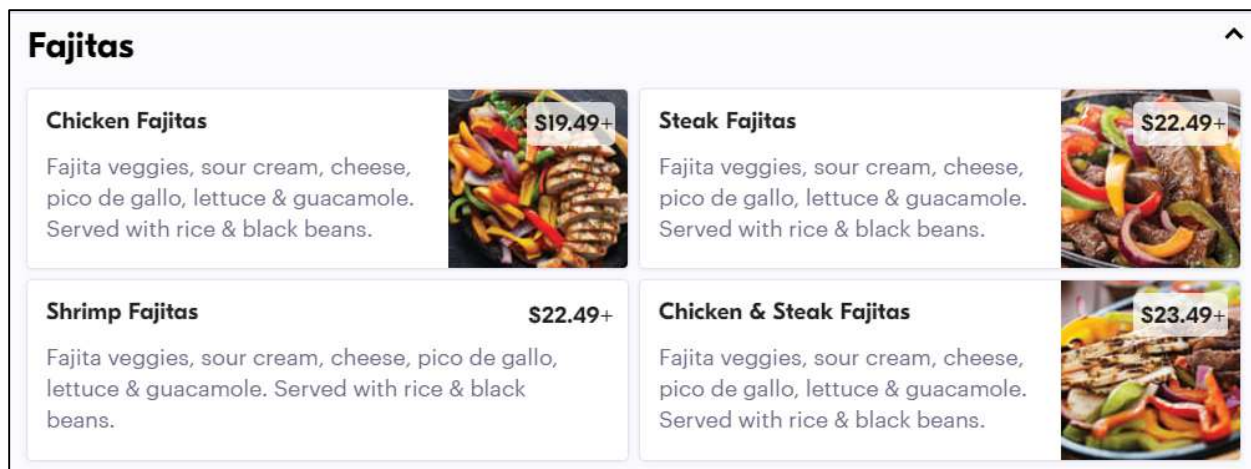 Fajitas
Chicken Fajitas
$19.49+
Fajita veggies, sour cream, cheese,
pico de gallo, lettuce & guacamole.
Served with rice & black beans.
Steak Fajitas
$22.49+
Fajita veggies, sour cream, cheese,
pico de gallo, lettuce & guacamole.
Served with rice & black beans.
Shrimp Fajitas
$22.49+
Fajita veggies, sour cream, cheese, pico de gallo,
lettuce & guacamole. Served with rice & black
beans.
Chicken & Steak Fajitas
$23.49+
Fajita veggies, sour cream, cheese,
pico de gallo, lettuce & guacamole.
Served with rice & black beans.